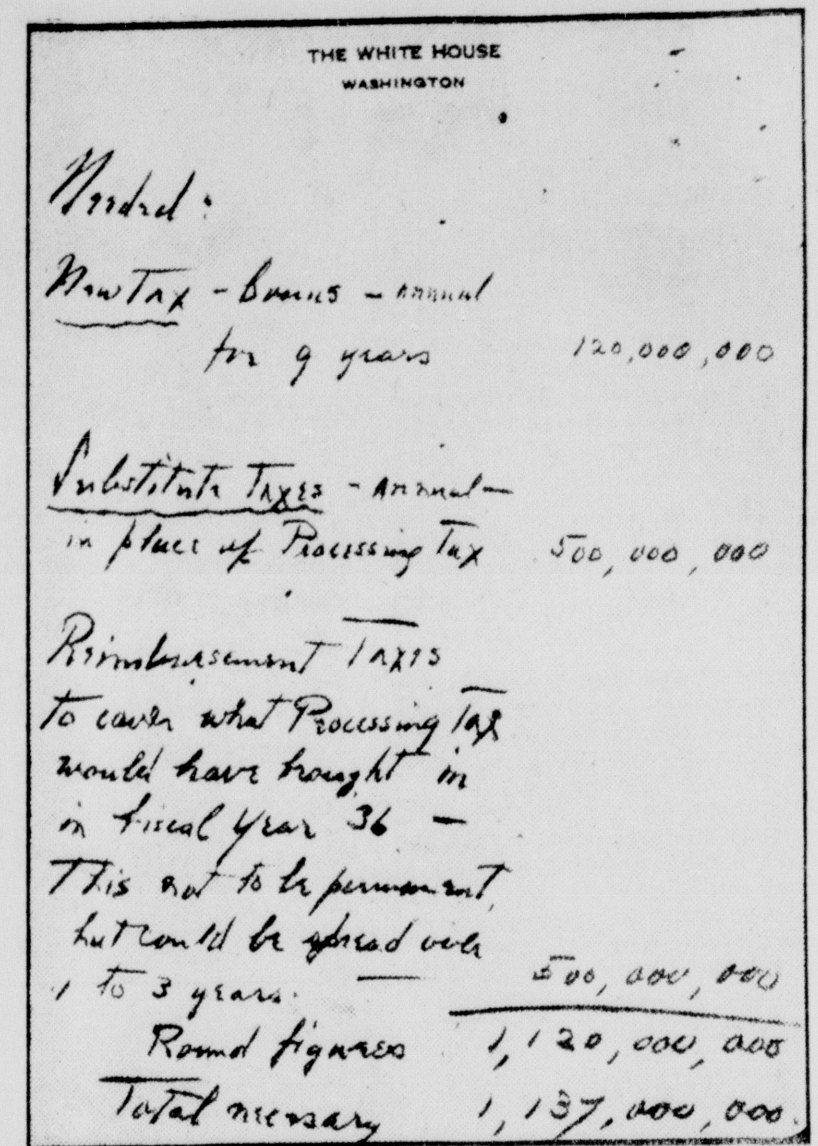 THE WHITE HOUSE
WASHINGTON
Needed:
New Tax - Bonus - annual
for 9 years 120,000,000
Substitute Taxes - Annual -
in place of Processing Tax 500,000,000
Reimbursement Taxes
to cover what Processing Tax
would have brought in
in Fiscal Year 36 —
This not to be permanent,
but could be spread over
1 to 3 years. — 500,000,000
Round figures 1,120,000,000
Total necessary 1,137,000,000